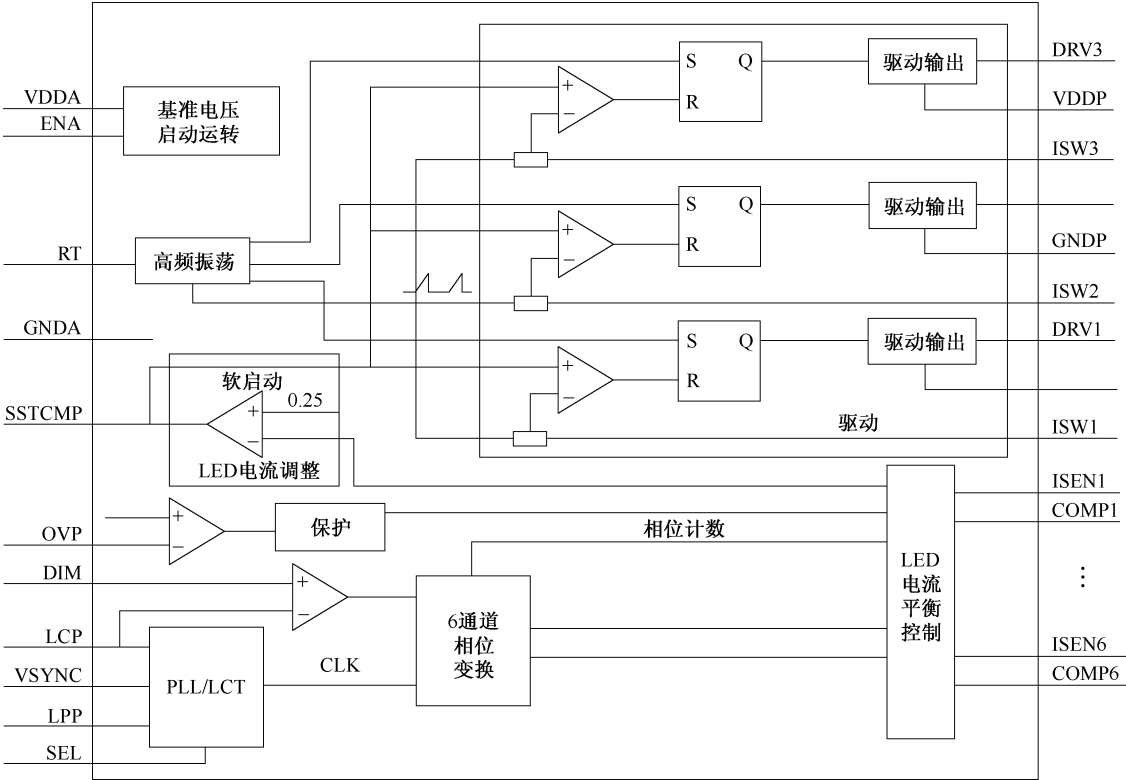 DRV3
S
Q
驱动输出
VDDA
+
R
VDDP
基准电压
启动运转
ENA
−
ISW3
S
Q
驱动输出
+
RT
高频振荡
R
GNDP
−
ISW2
GNDA
DRV1
S
Q
驱动输出
软启动
+
R
0.25
SSTCMP
+
−
驱动
ISW1
−
LED电流调整
ISEN1
+
保护
相位计数
COMP1
OVP
−
LED
电流
平衡
控制
DIM
+
⋮
−
6通道
相位
变换
LCP
ISEN6
CLK
VSYNC
PLL/LCT
COMP6
LPP
SEL